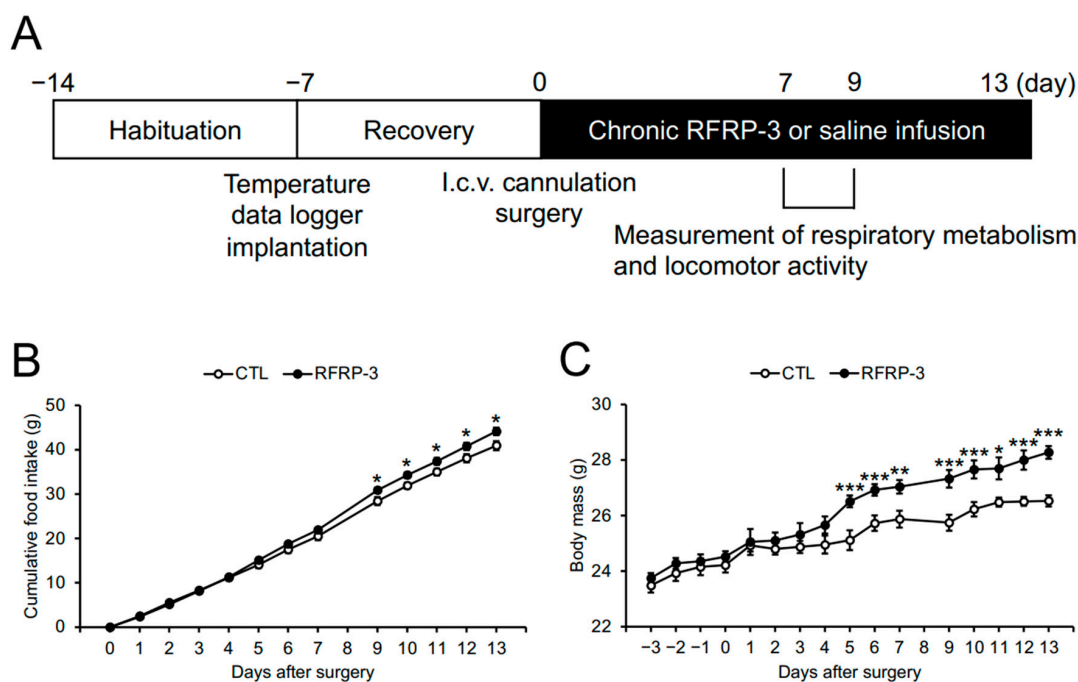 A
−14 −7 0 7 9 13 (day)
Habituation Recovery Chronic RFRP-3 or saline infusion
Temperature
data logger
implantation
I.c.v. cannulation
surgery
Measurement of respiratory metabolism
and locomotor activity
B
CTL RFRP-3
Cumulative food intake (g)
50
40
30
20
10
0
* * * * *
0 1 2 3 4 5 6 7 9 10 11 12 13
Days after surgery
C
CTL RFRP-3
Body mass (g)
30
28
26
24
22
*** *** ** *** *** * *** ***
−3 −2 −1 0 1 2 3 4 5 6 7 9 10 11 12 13
Days after surgery